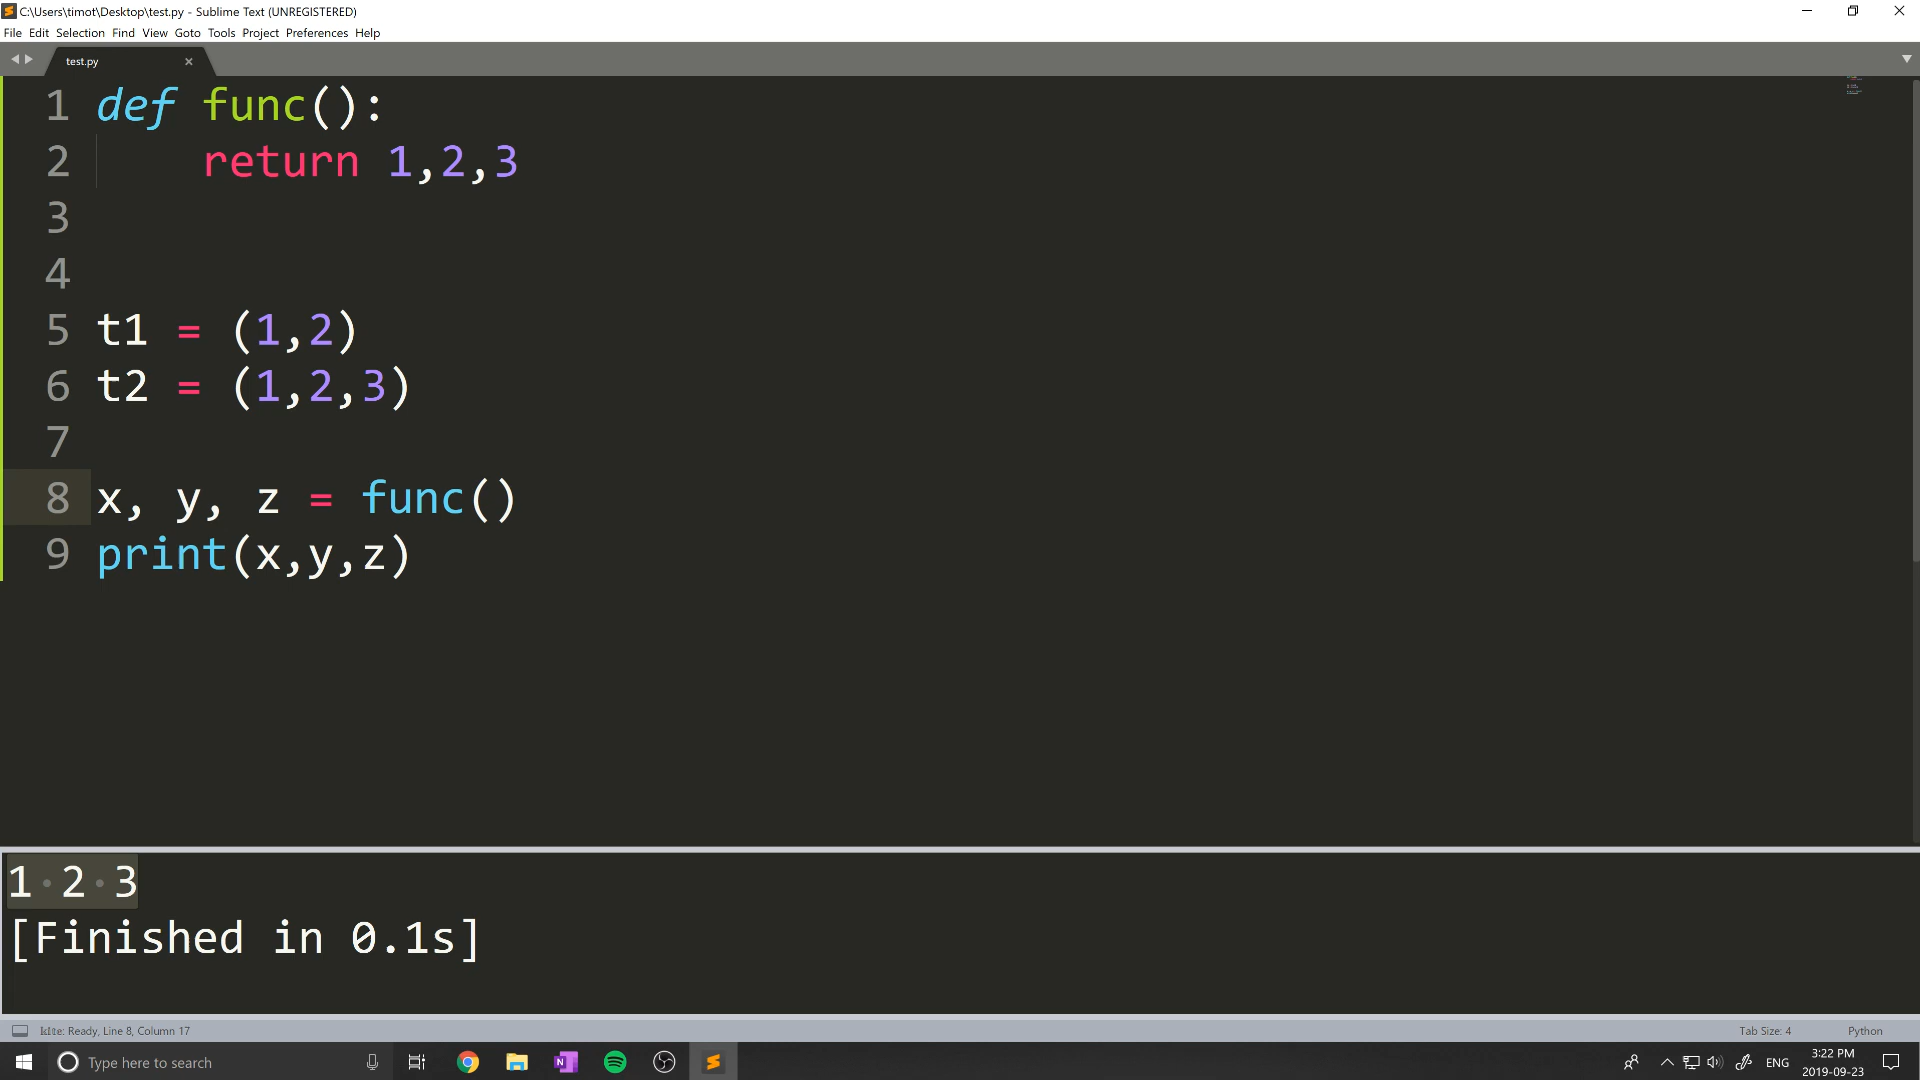 C:\Users\timot\Desktop\test.py - Sublime Text (UNREGISTERED)
File Edit Selection Find View Goto Tools Project Preferences Help
test.py
1 def func():
2     return 1,2,3
3
4
5 t1 = (1,2)
6 t2 = (1,2,3)
7
8 x, y, z = func()
9 print(x,y,z)
1 2 3
[Finished in 0.1s]
Ready, Line 8, Column 17 Tab Size: 4 Python
Type here to search ENG 3:22 PM
2019-09-23